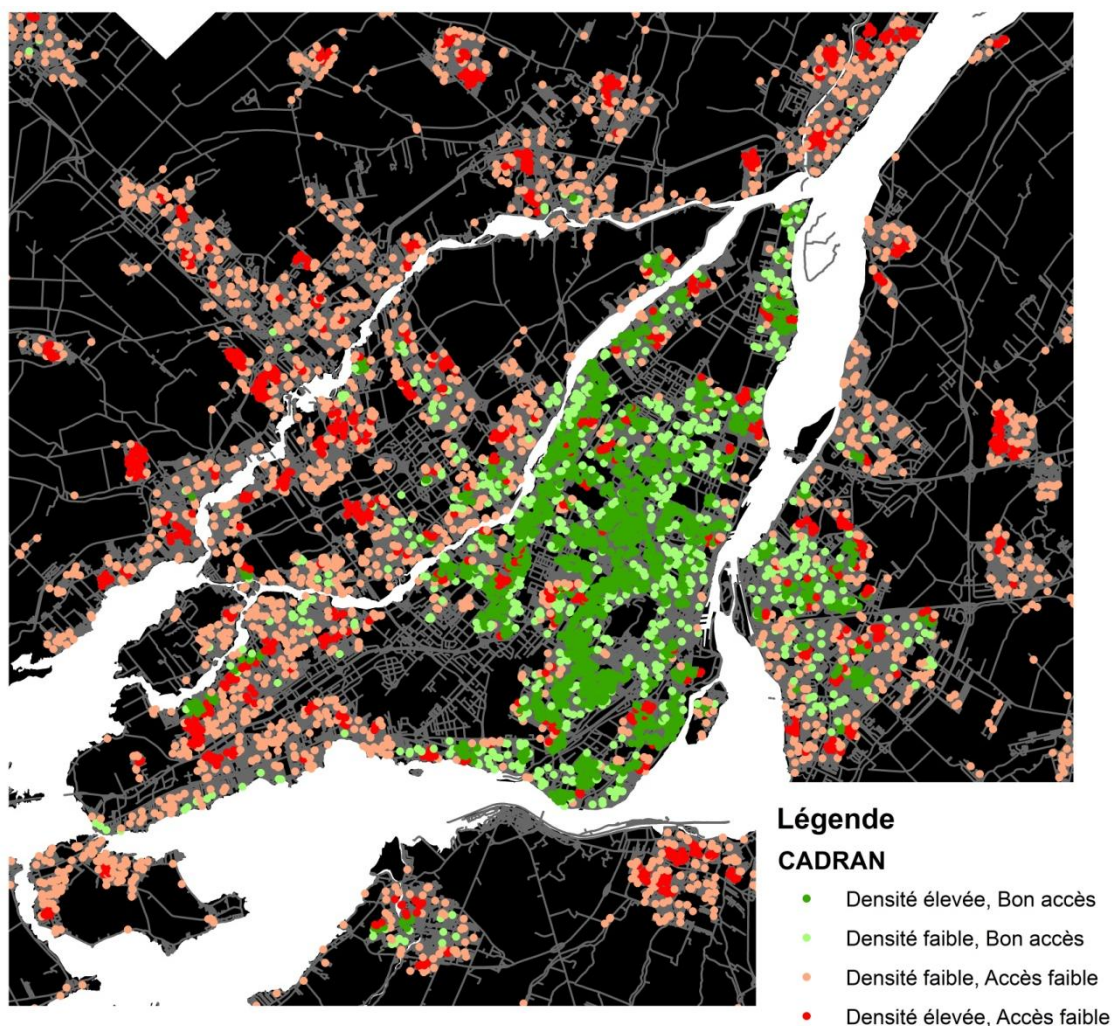 Légende
CADRAN
Densité élevée, Bon accès
Densité faible, Bon accès
Densité faible, Accès faible
Densité élevée, Accès faible